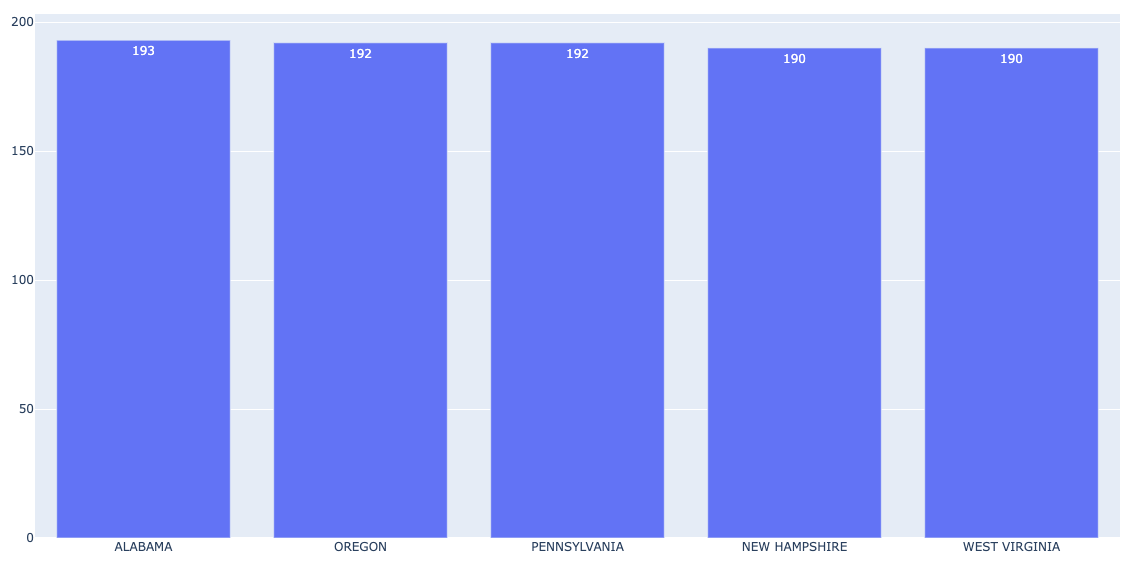 200
193
192
192
190
190
150
100
50
0
ALABAMA
OREGON
PENNSYLVANIA
NEW HAMPSHIRE
WEST VIRGINIA